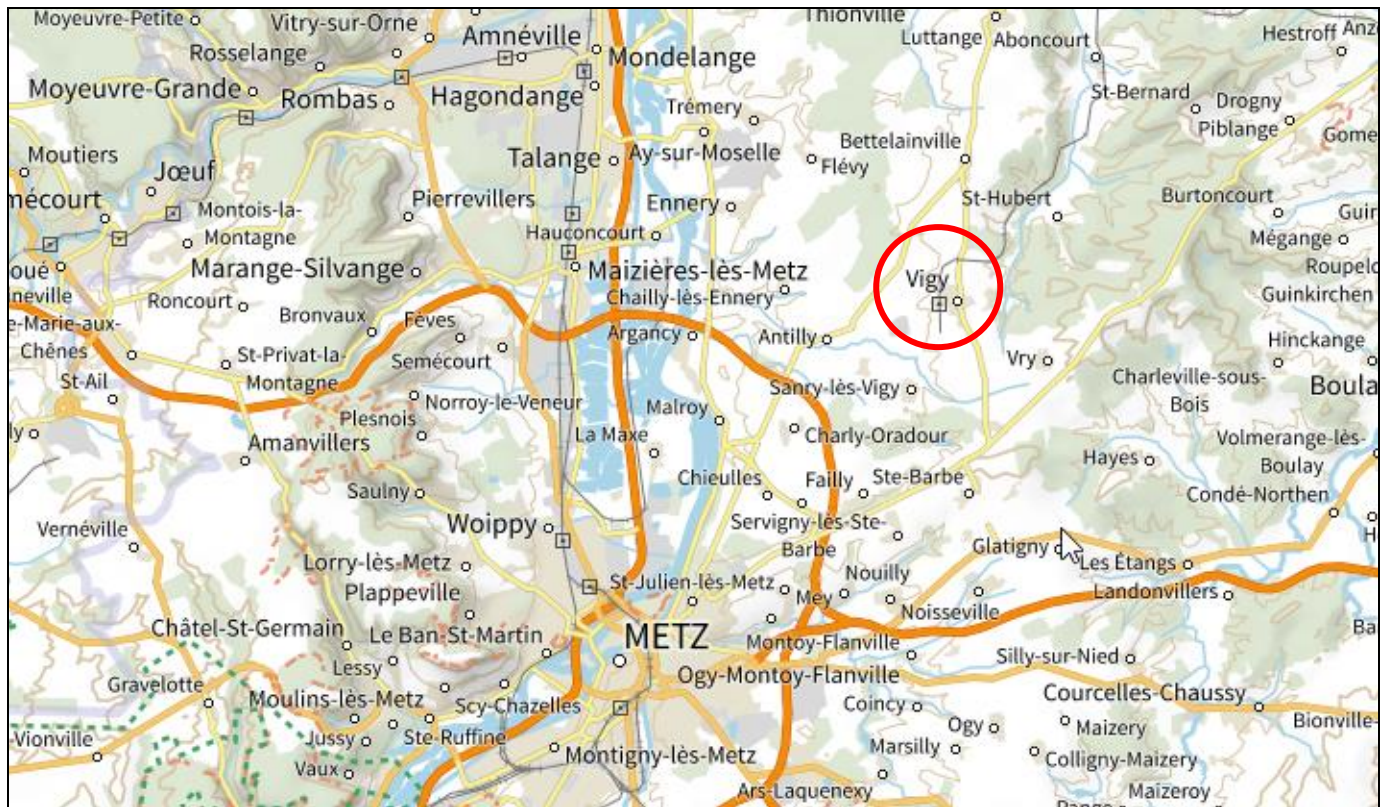 Moyeuvre-Petite
Vitry-sur-Orne
Amnéville
Thionville
Luttange
Aboncourt
Hestroff
Rosselange
Mondelange
Moyeuvre-Grande
Rombas
Hagondange
Trémery
St-Bernard
Drogny
Piblange
Moutiers
Jœuf
Talange
Ay-sur-Moselle
Flévy
Bettelainville
Montois-la-
Montagne
Pierrevillers
Ennery
St-Hubert
Burtoncourt
Hauconcourt
Mégange
Marange-Silvange
Maizières-lès-Metz
Vigy
Roncourt
Bronvaux
Fèves
Chailly-lès-Ennery
Guinkirchen
Chênes
St-Privat-la-
Montagne
Semécourt
Argancy
Antilly
Vry
Hinckange
St-Ail
Plesnois
Norroy-le-Veneur
Malroy
Sanry-lès-Vigy
Charleville-sous-
Bois
Amanvillers
La Maxe
Charly-Oradour
Volmerange-lès-
Boulay
Saulny
Chieulles
Failly
Ste-Barbe
Hayes
Condé-Northen
Vernéville
Woippy
Servigny-lès-Ste-
Barbe
Glatigny
Les Étangs
Lorry-lès-Metz
Plappeville
St-Julien-lès-Metz
Mey
Nouilly
Noisseville
Landonvillers
Châtel-St-Germain
Le Ban-St-Martin
METZ
Montoy-Flanville
Silly-sur-Nied
Lessy
Gravelotte
Moulins-lès-Metz
Scy-Chazelles
Ogy-Montoy-Flanville
Coincy
Courcelles-Chaussy
Vionville
Jussy
Ste-Ruffine
Montigny-lès-Metz
Marsilly
Ogy
Maizery
Colligny-Maizery
Bionville-
Vaux
Ars-Laquenexy
Maizeroy